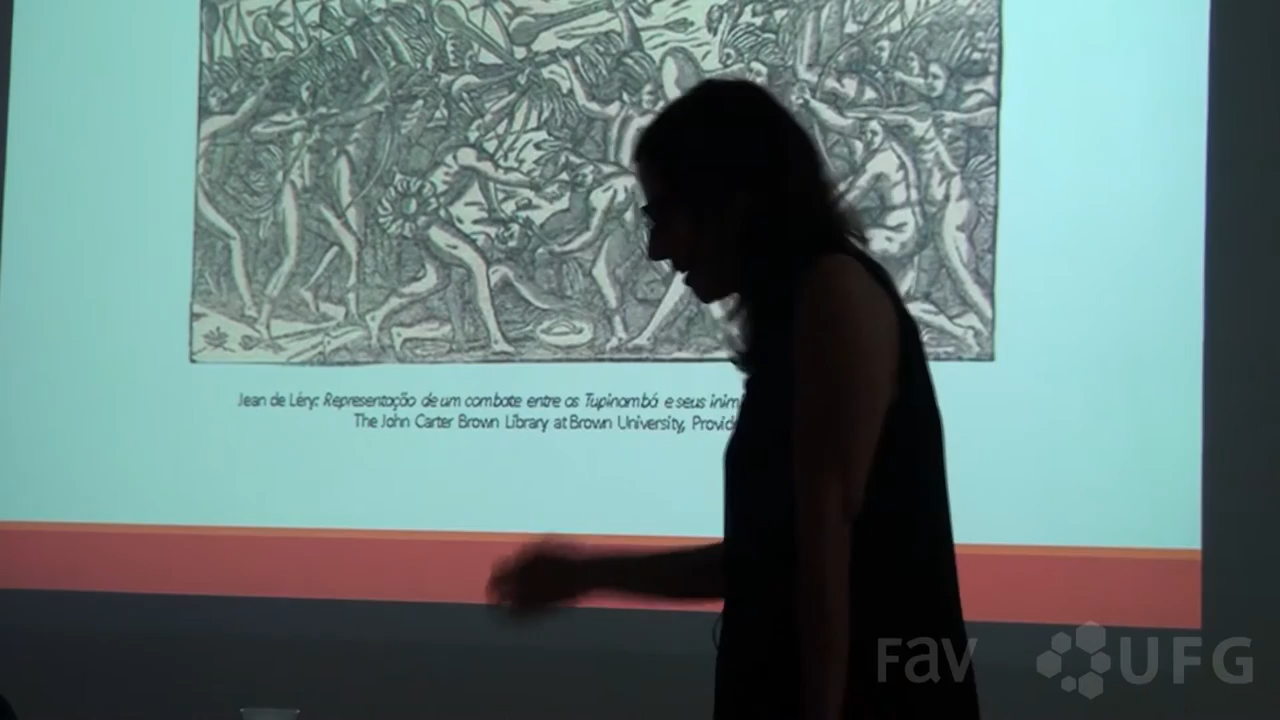 Jean de Léry: Representação de um combate entre os Tupinambá e seus
The John Carter Brown Library at Brown University,
FAV UFG